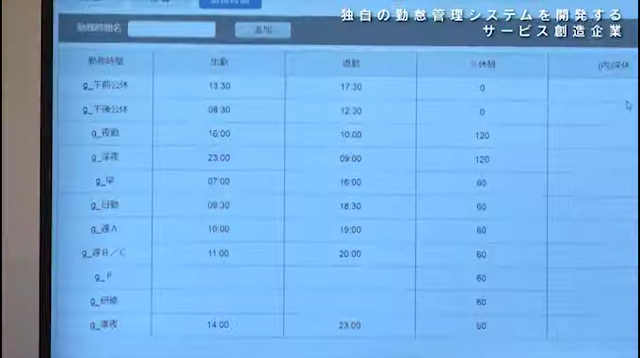 独自の勤怠管理システムを開発する
サービス創造企業
勤務時間名 追加
勤務時間 出勤 退勤
g_午前公休 13:30 17:30 0
g_午後公休 08:30 12:30 0
g_夜勤 16:00 10:00 120
g_深夜 23:00 09:00 120
g_早 07:00 16:00 60
g_日勤 09:30 18:30 60
g_遅A 10:00 19:00 60
g_遅B/C 11:00 20:00 60
g_P 60
g_研修 60
g_準夜 14:00 23:00 60